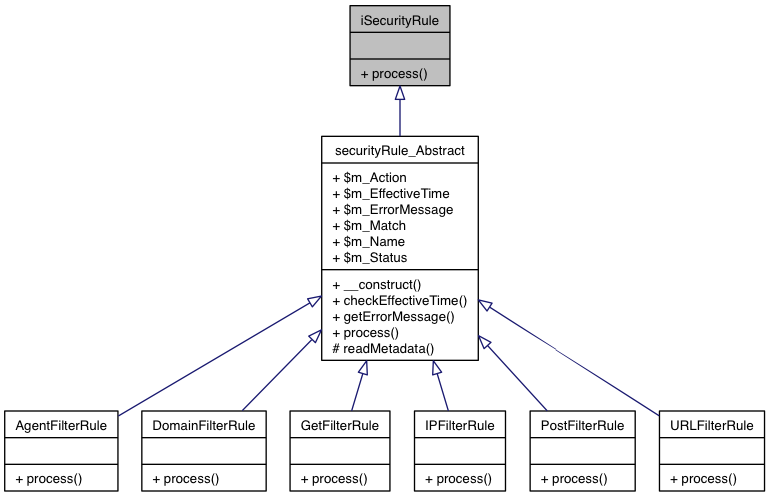 iSecurityRule
+ process()
securityRule_Abstract
+ $m_Action
+ $m_EffectiveTime
+ $m_ErrorMessage
+ $m_Match
+ $m_Name
+ $m_Status
+ __construct()
+ checkEffectiveTime()
+ getErrorMessage()
+ process()
# readMetadata()
AgentFilterRule
+ process()
DomainFilterRule
+ process()
GetFilterRule
+ process()
IPFilterRule
+ process()
PostFilterRule
+ process()
URLFilterRule
+ process()